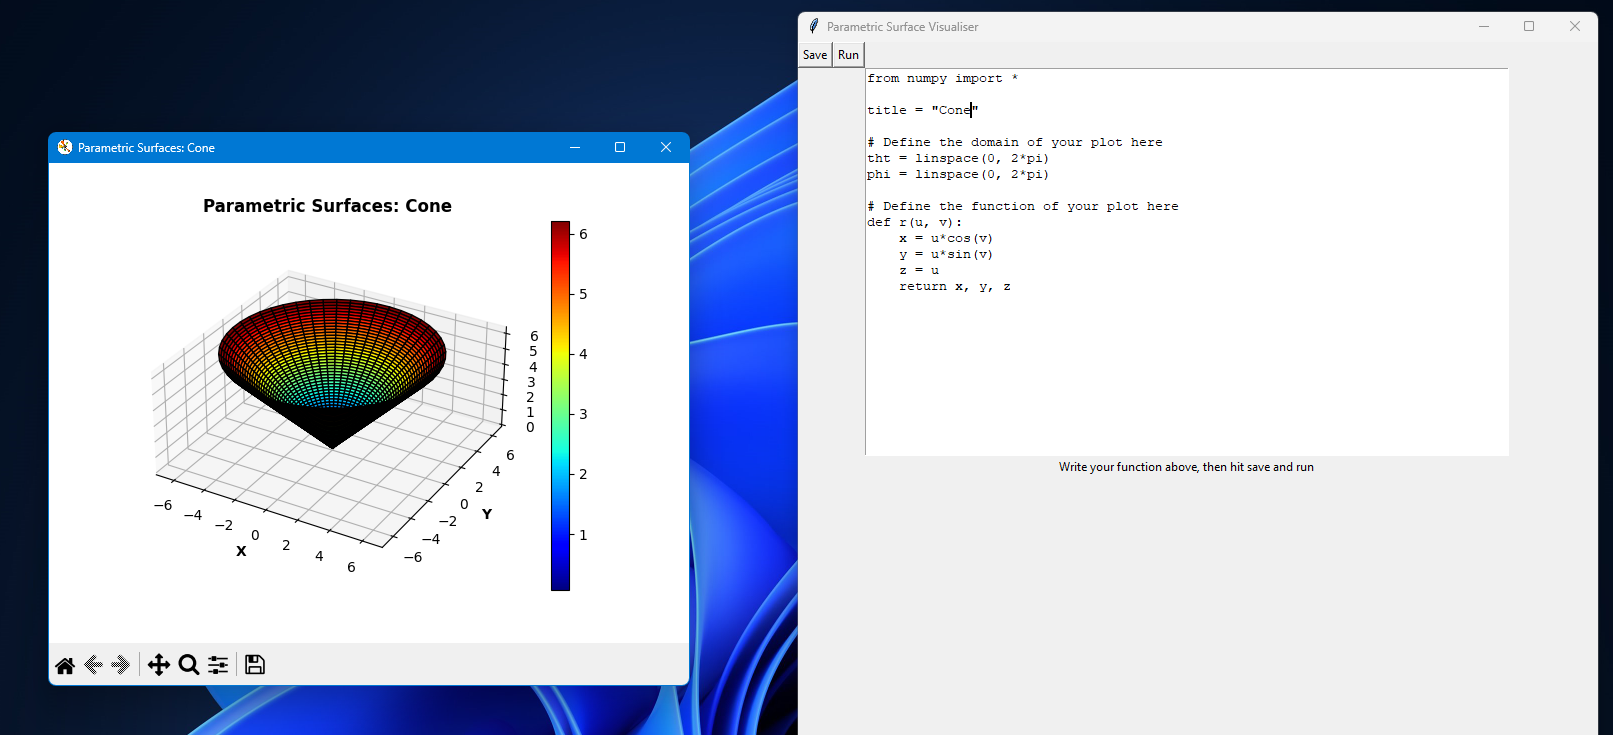 Parametric Surfaces: Cone
Parametric Surfaces: Cone
6
5
4
3
2
1
6
5
4
3
2
1
0
6
4
2
0
−2
−4
−6
Y
−6
−4
−2
0
2
4
6
X
Parametric Surface Visualiser
Save Run
from numpy import *
title = "Cone"
# Define the domain of your plot here
tht = linspace(0, 2*pi)
phi = linspace(0, 2*pi)
# Define the function of your plot here
def r(u, v):
    x = u*cos(v)
    y = u*sin(v)
    z = u
    return x, y, z
Write your function above, then hit save and run